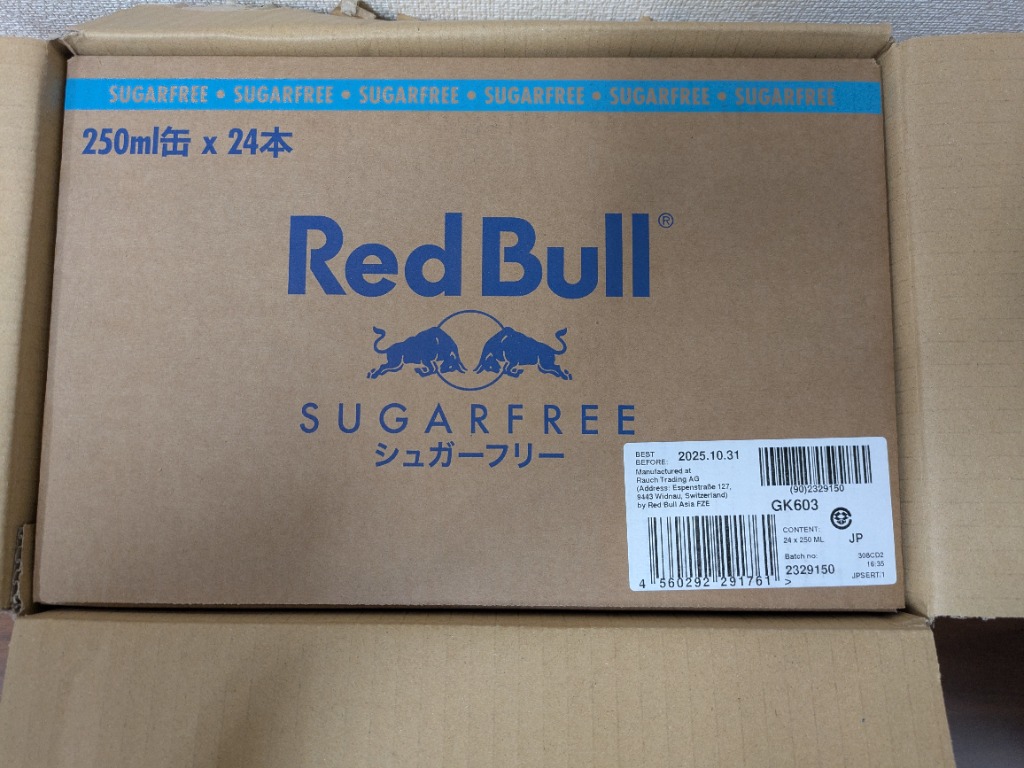 SUGARFREE • SUGARFREE • SUGARFREE • SUGARFREE • SUGARFREE • SUGARFREE
250ml缶 x 24本
Red Bull®
SUGARFREE
シュガーフリー
BEST BEFORE: 2025.10.31
Manufactured at
Rauch Trading AG
(Address: Espenstraße 127,
9443 Widnau, Switzerland)
by Red Bull Asia FZE
(90)2329150
GK603
CONTENT:
24 x 250 ML
JP
Batch no:
2329150
308CD2
16:35
JPSERT.1
4 560292 291761 >